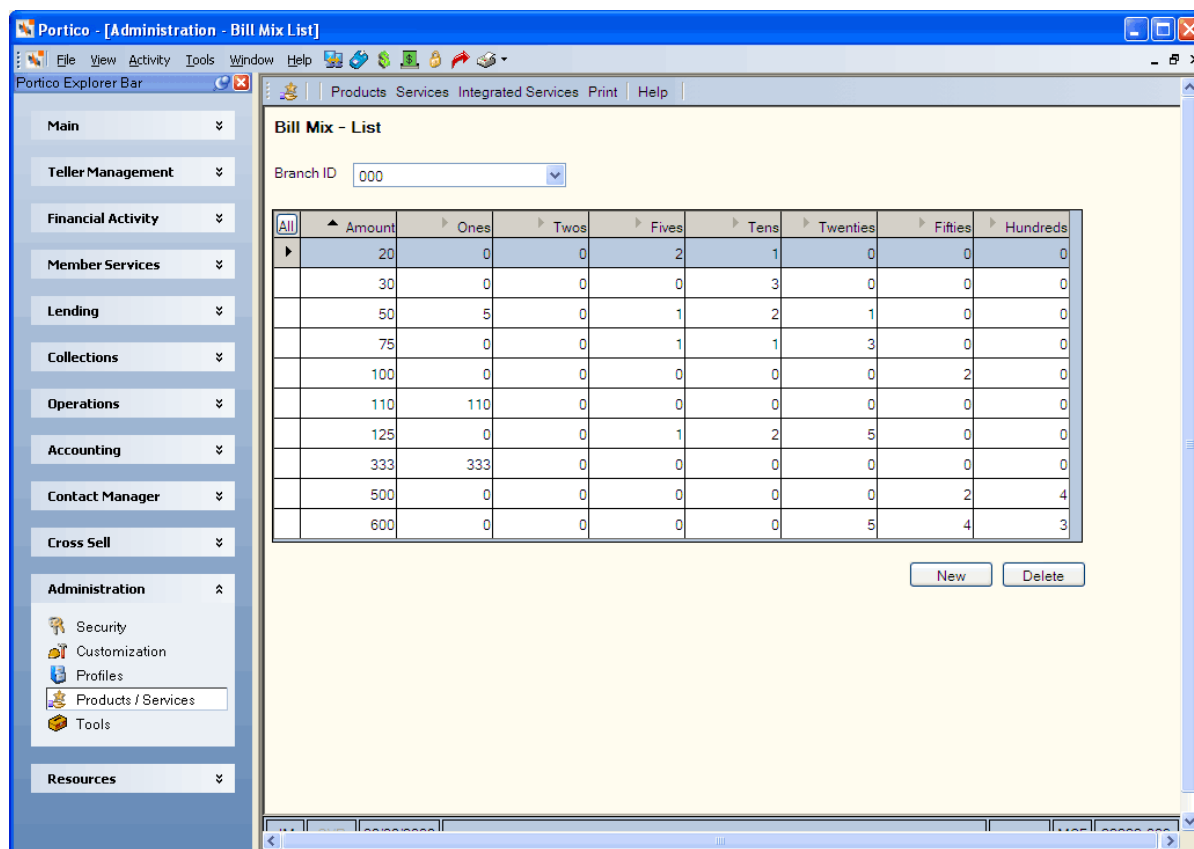 Portico - [Administration - Bill Mix List]
File View Activity Tools Window Help
Portico Explorer Bar
Products Services Integrated Services Print Help
Main
Teller Management
Financial Activity
Member Services
Lending
Collections
Operations
Accounting
Contact Manager
Cross Sell
Administration
Security
Customization
Profiles
Products / Services
Tools
Resources
Bill Mix - List
Branch ID 000
All Amount Ones Twos Fives Tens Twenties Fifties Hundreds
20 0 0 2 1 0 0 0
30 0 0 0 3 0 0 0
50 5 0 1 2 1 0 0
75 0 0 1 1 3 0 0
100 0 0 0 0 0 2 0
110 110 0 0 0 0 0 0
125 0 0 1 2 5 0 0
333 333 0 0 0 0 0 0
500 0 0 0 0 0 2 4
600 0 0 0 0 5 4 3
New Delete